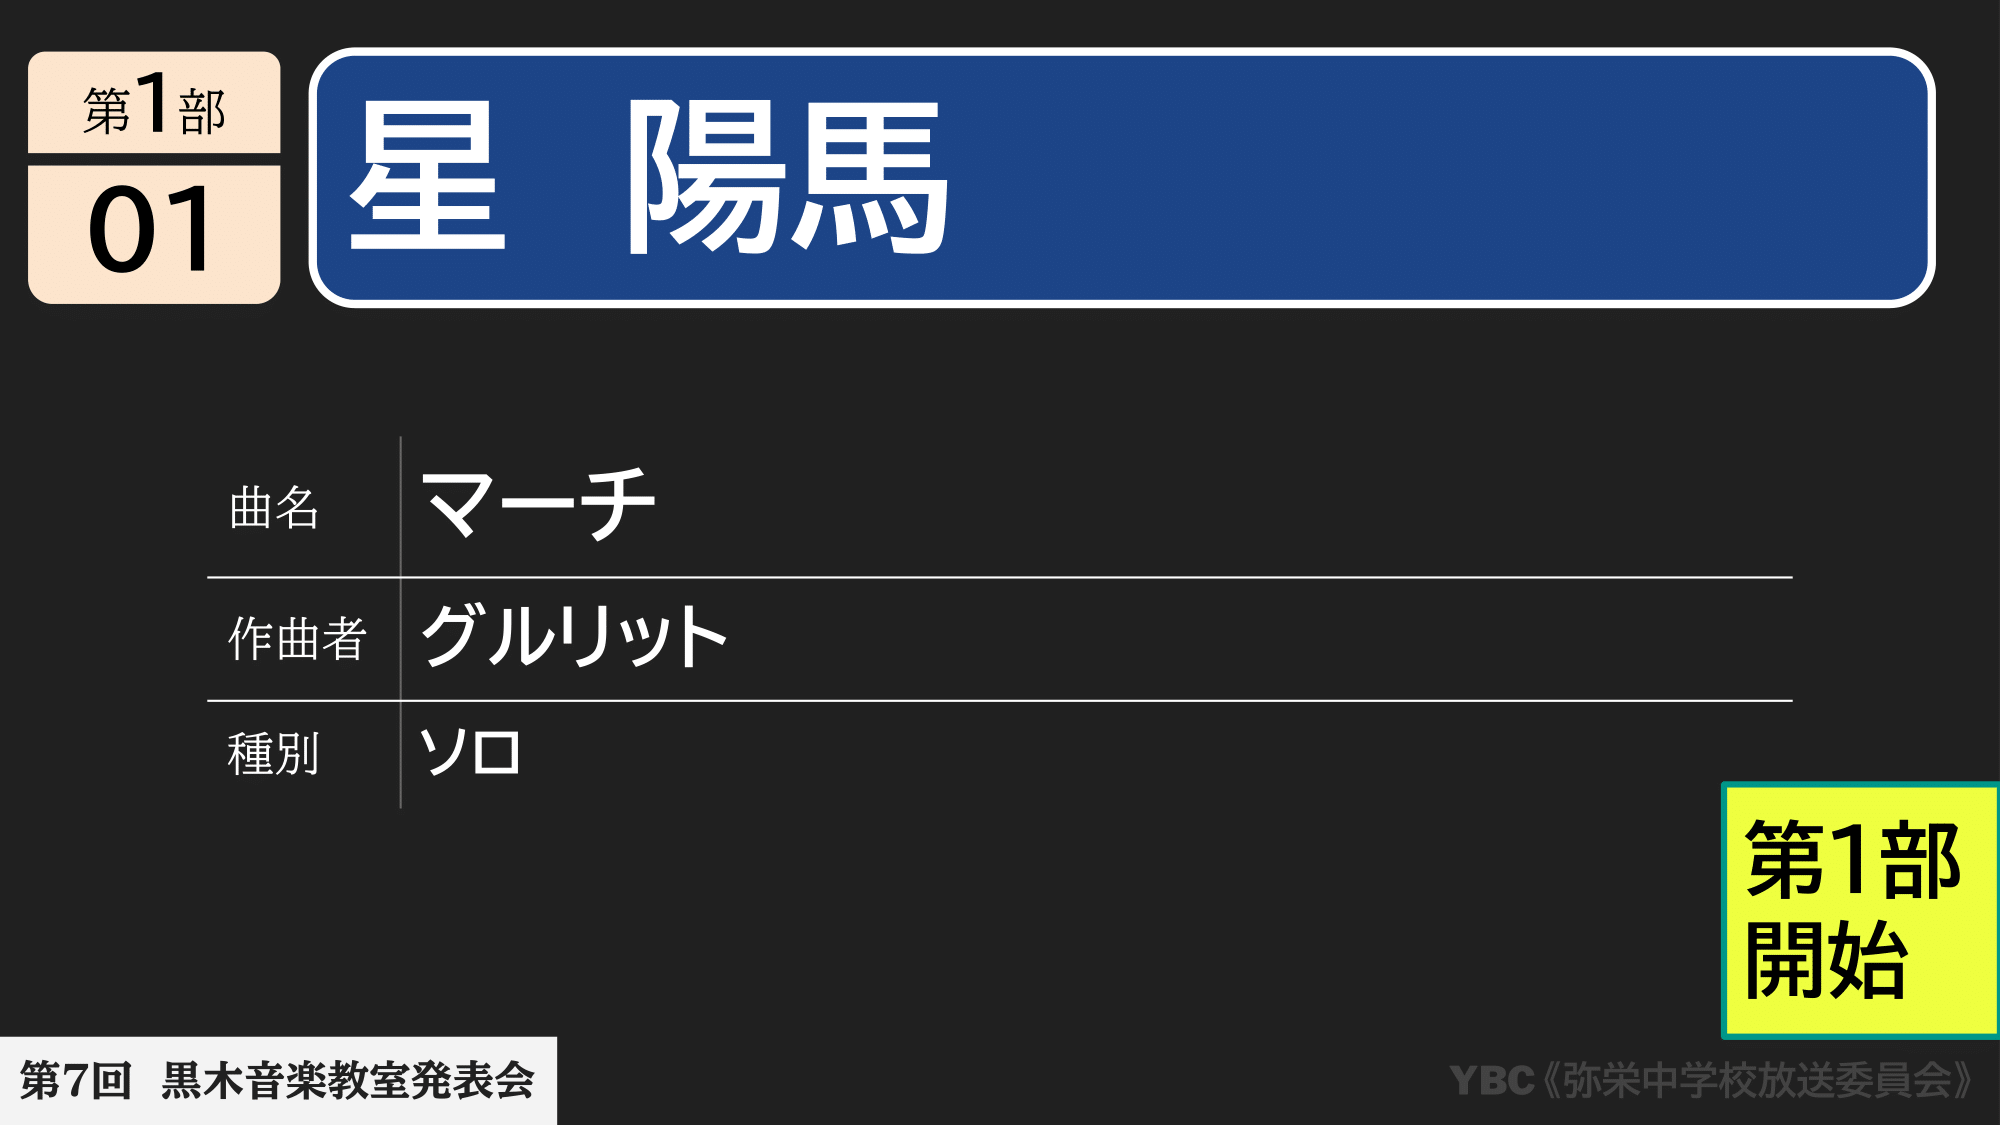 第1部
01
星　陽馬
曲名
マーチ
作曲者
グルリット
種別
ソロ
第1部
開始
第7回　黒木音楽教室発表会
YBC《弥栄中学校放送委員会》